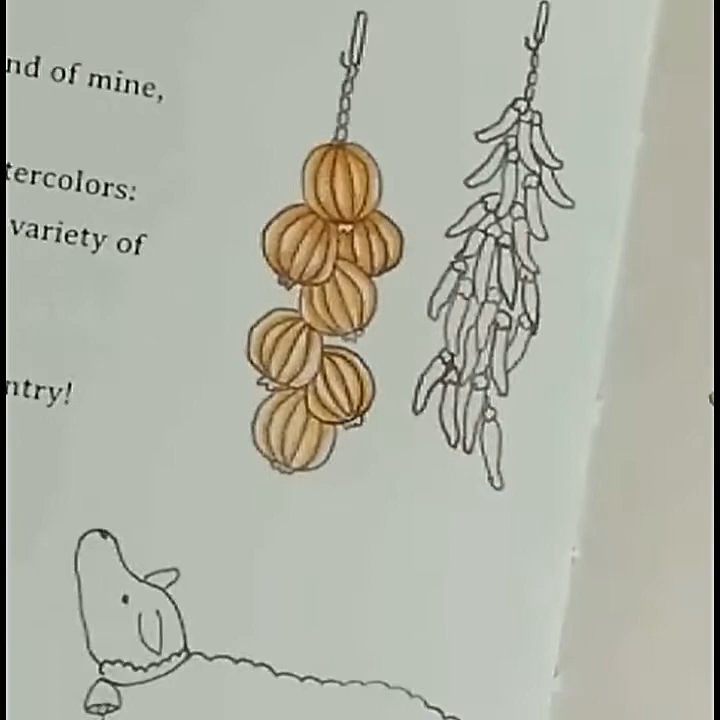 nd of mine,
tercolors:
variety of
ntry!